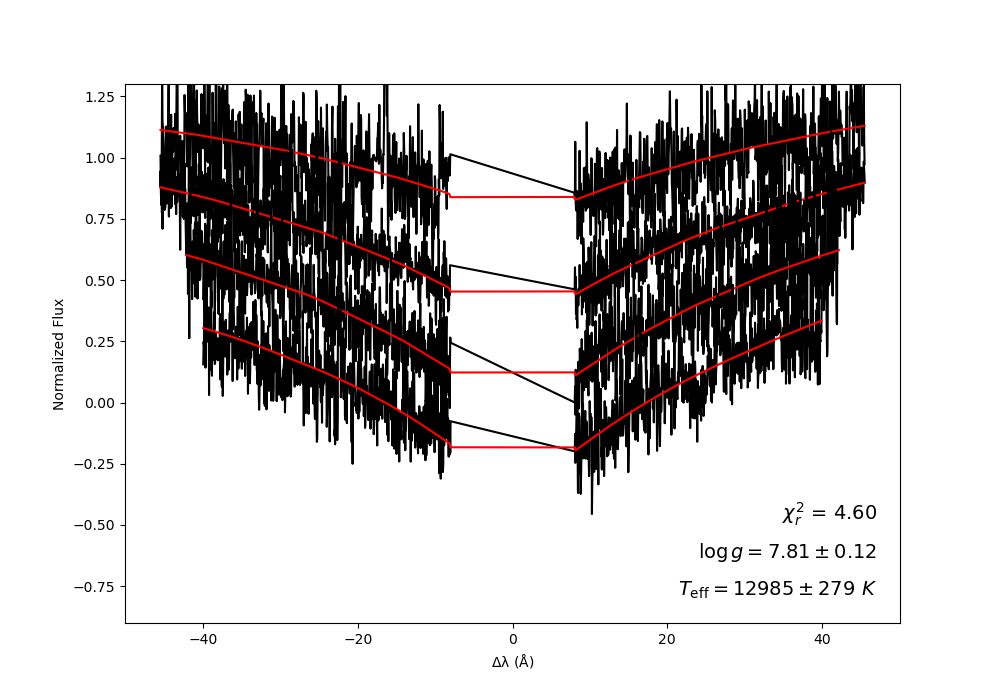 1.25
1.00
0.75
0.50
0.25
0.00
−0.25
−0.50
−0.75
Normalized Flux
χ²ᵣ = 4.60
log g = 7.81 ± 0.12
T_eff = 12985 ± 279 K
−40 −20 0 20 40
Δλ (Å)